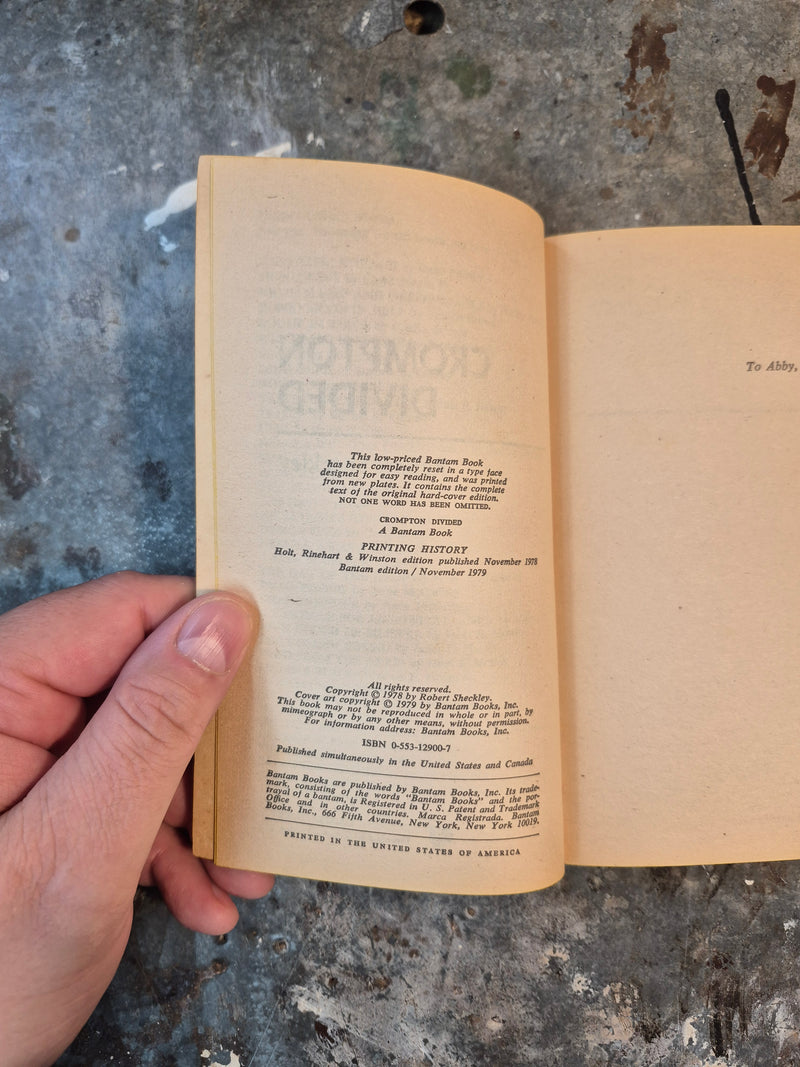 CROMPTON
DIVIDED
This low-priced Bantam Book
has been completely reset in a type face
designed for easy reading, and was printed
from new plates. It contains the complete
text of the original hard-cover edition.
NOT ONE WORD HAS BEEN OMITTED.
CROMPTON DIVIDED
A Bantam Book
PRINTING HISTORY
Holt, Rinehart & Winston edition published November 1978
Bantam edition / November 1979
All rights reserved.
Copyright © 1978 by Robert Sheckley.
Cover art copyright © 1979 by Bantam Books, Inc.
This book may not be reproduced in whole or in part, by
mimeograph or by any other means, without permission.
For information address: Bantam Books, Inc.
ISBN 0-553-12900-7
Published simultaneously in the United States and Canada
Bantam Books are published by Bantam Books, Inc. Its trade-
mark, consisting of the words "Bantam Books" and the por-
trayal of a bantam, is Registered in U. S. Patent and Trademark
Office and in other countries. Marca Registrada. Bantam
Books, Inc., 666 Fifth Avenue, New York, New York 10019.
PRINTED IN THE UNITED STATES OF AMERICA
To Abby,